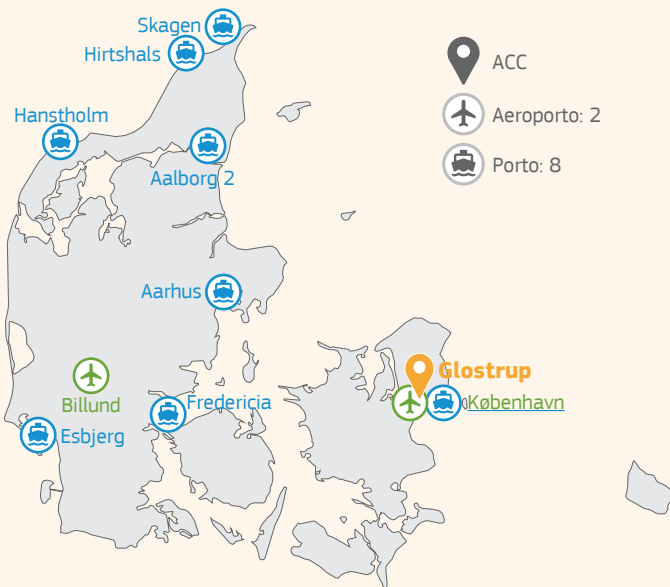 Skagen
Hirtshals
ACC
Hanstholm
Aeroporto: 2
Porto: 8
Aalborg 2
Aarhus
Glostrup
Billund
Fredericia
København
Esbjerg